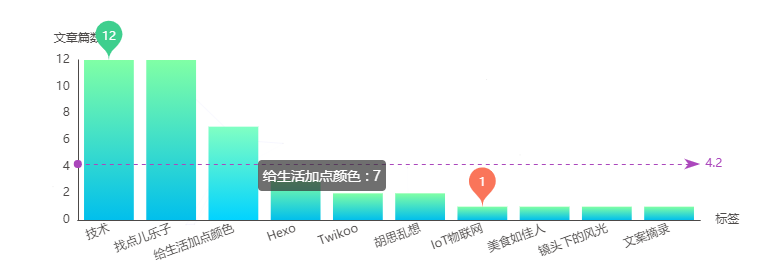 文章篇数
12
12
10
8
6
4
2
0
4.2
给生活加点颜色 : 7
1
标签
技术
找点儿乐子
给生活加点颜色
Hexo
Twikoo
胡思乱想
IoT物联网
美食如佳人
镜头下的风光
文章摘录